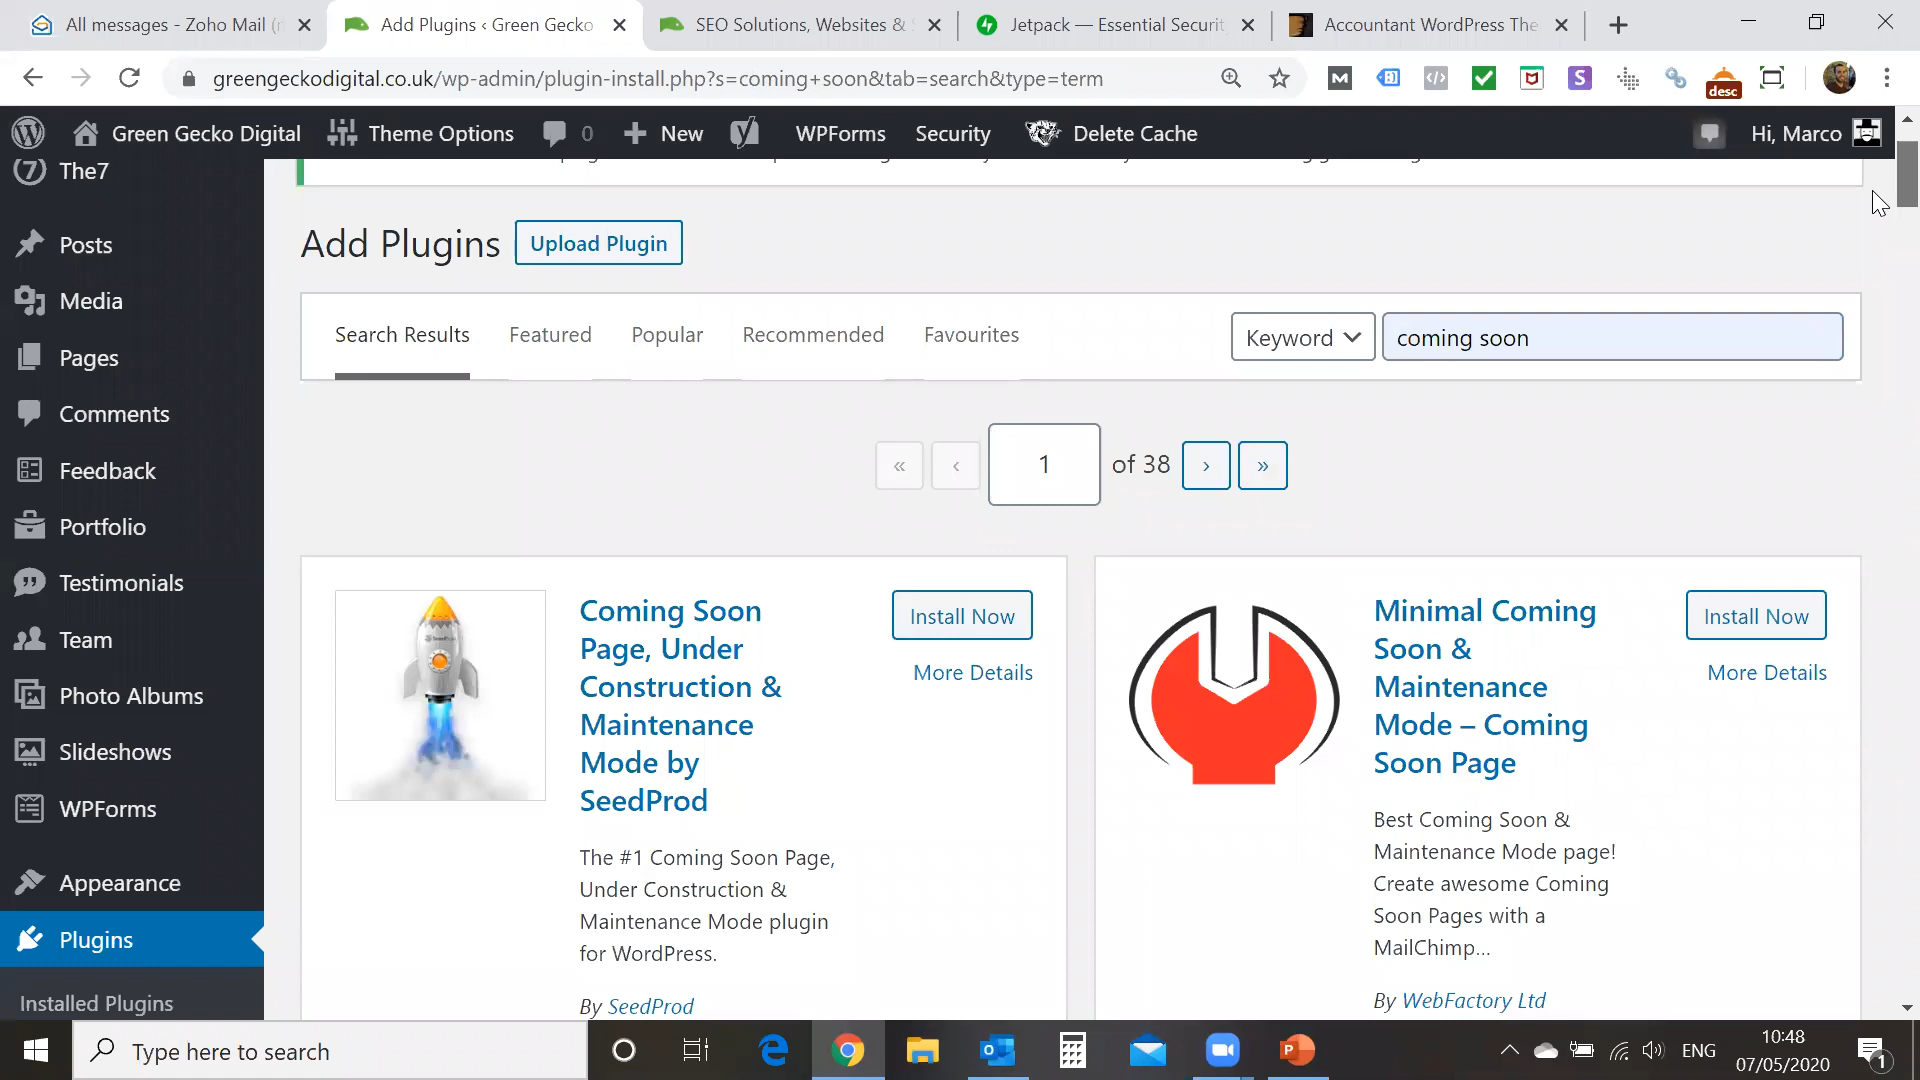 All messages - Zoho Mail (
Add Plugins ‹ Green Gecko
SEO Solutions, Websites &
Jetpack — Essential Securit
Accountant WordPress The
greengeckodigital.co.uk/wp-admin/plugin-install.php?s=coming+soon&tab=search&type=term
desc
Green Gecko Digital
Theme Options
0
New
WPForms
Security
Delete Cache
Hi, Marco
The7
Posts
Media
Pages
Comments
Feedback
Portfolio
Testimonials
Team
Photo Albums
Slideshows
WPForms
Appearance
Plugins
Installed Plugins
Add Plugins
Upload Plugin
Search Results
Featured
Popular
Recommended
Favourites
Keyword
coming soon
« ‹ 1 of 38 › »
Coming Soon
Page, Under
Construction &
Maintenance
Mode by
SeedProd
Install Now
More Details
The #1 Coming Soon Page,
Under Construction &
Maintenance Mode plugin
for WordPress.
By SeedProd
Minimal Coming
Soon &
Maintenance
Mode – Coming
Soon Page
Install Now
More Details
Best Coming Soon &
Maintenance Mode page!
Create awesome Coming
Soon Pages with a
MailChimp...
By WebFactory Ltd
Type here to search
ENG
10:48
07/05/2020
1